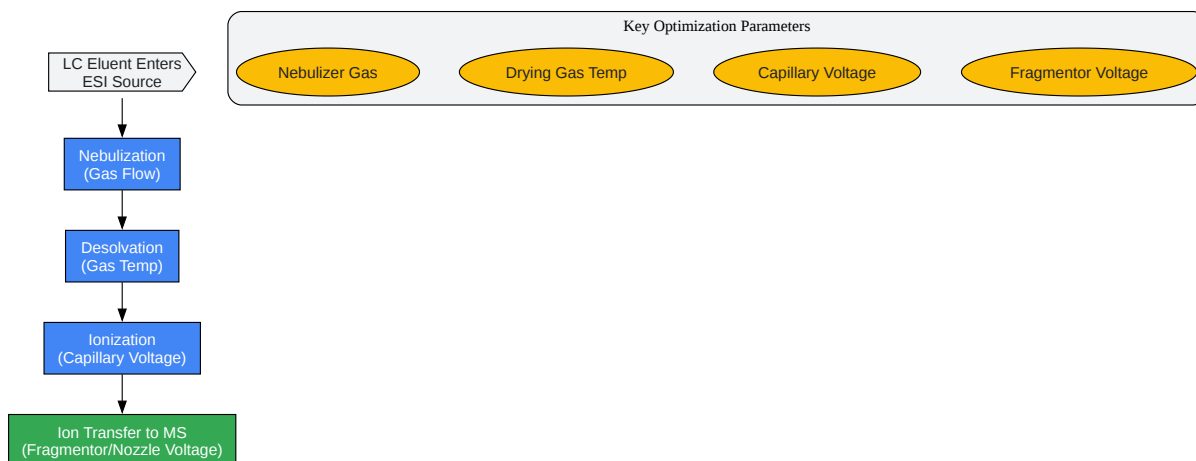 LC Eluent Enters
ESI Source
Key Optimization Parameters
Nebulizer Gas
Drying Gas Temp
Capillary Voltage
Fragmentor Voltage
Nebulization
(Gas Flow)
Desolvation
(Gas Temp)
Ionization
(Capillary Voltage)
Ion Transfer to MS
(Fragmentor/Nozzle Voltage)